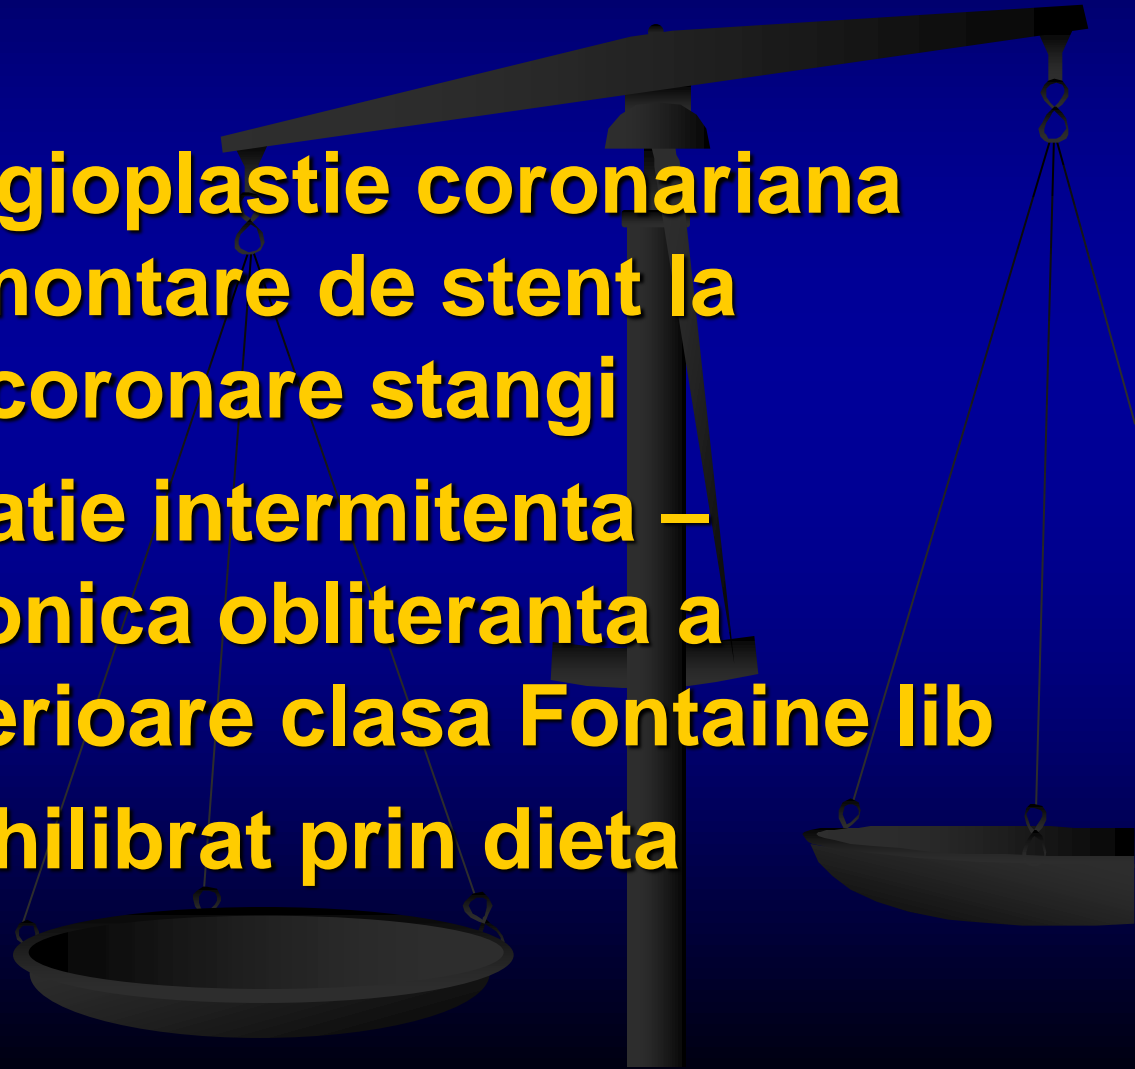 gioplastie coronariana
montare de stent la
coronare stangi
atie intermitenta –
onica obliteranta a
erioare clasa Fontaine IIb
hilibrat prin dieta